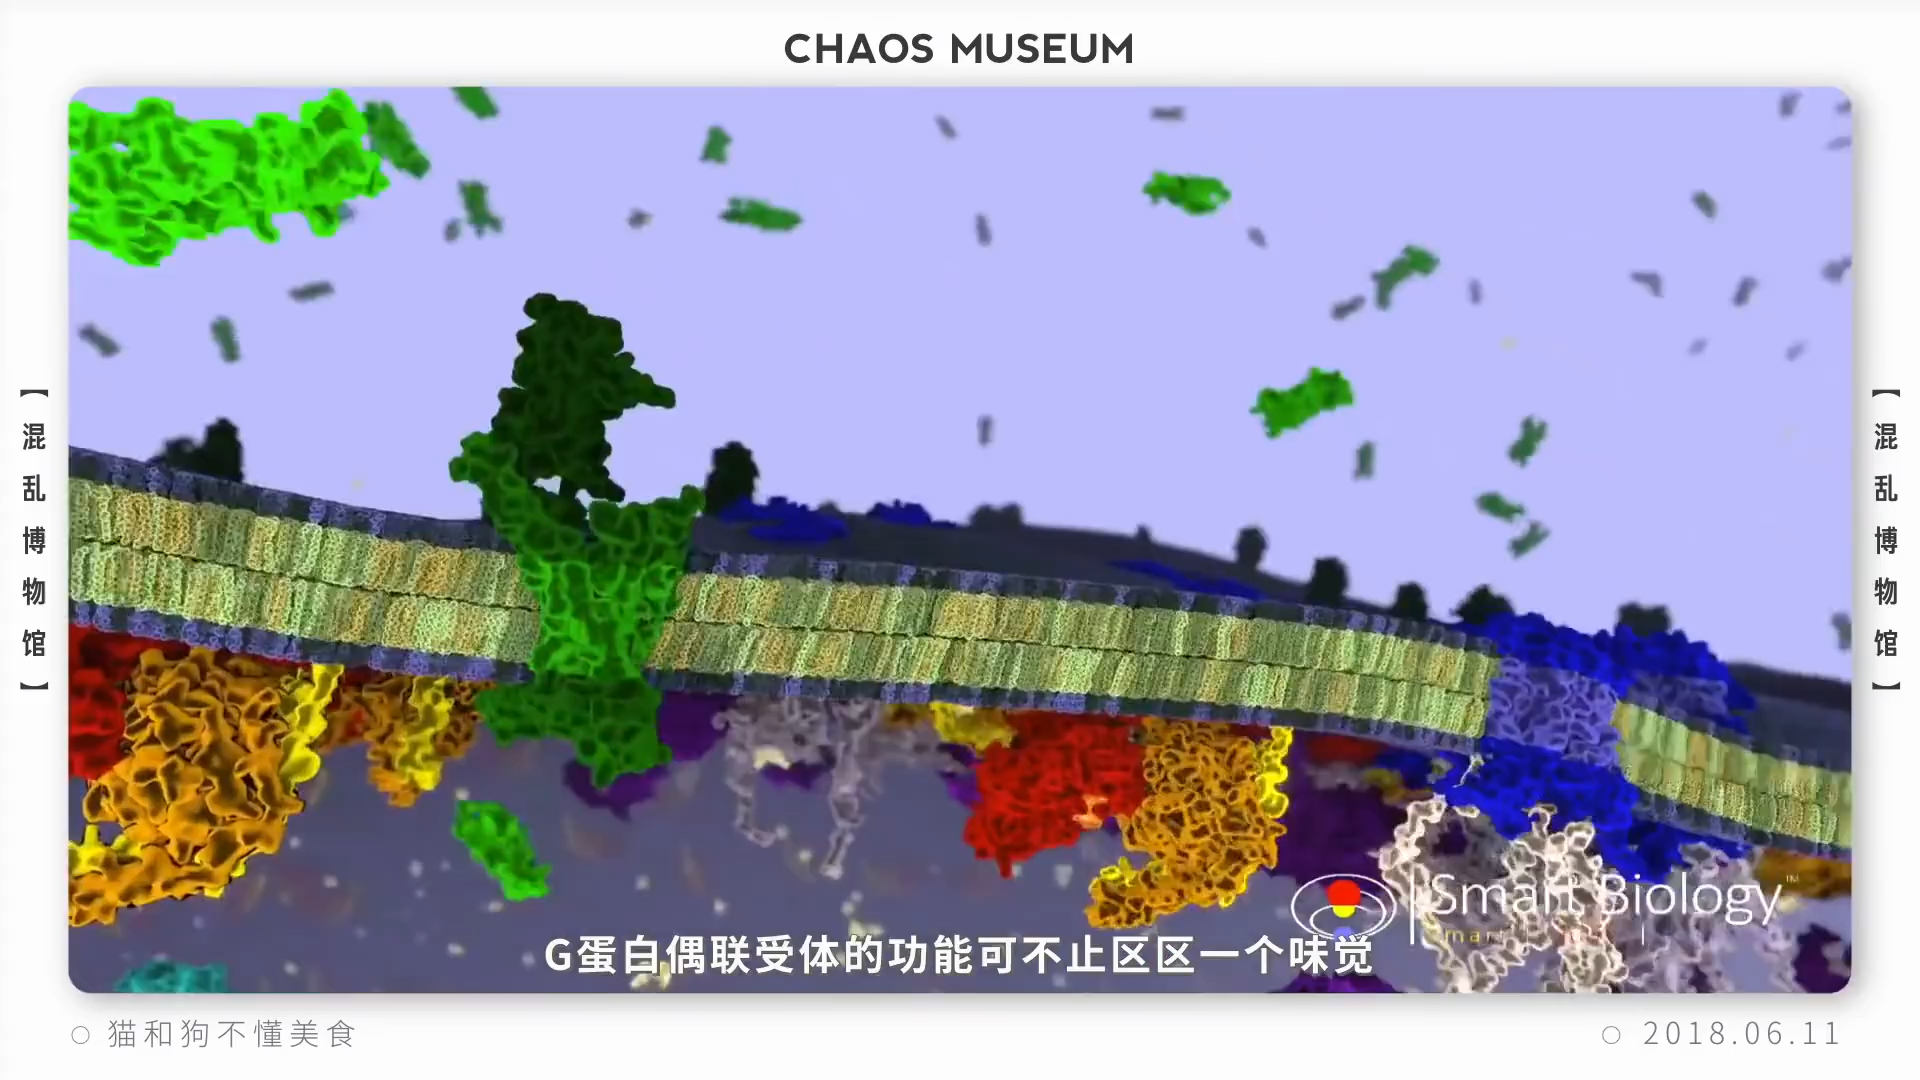 CHAOS MUSEUM
【混乱博物馆】
【混乱博物馆】
Smart Biology™
G蛋白偶联受体的功能可不止区区一个味觉
猫和狗不懂美食
2018.06.11